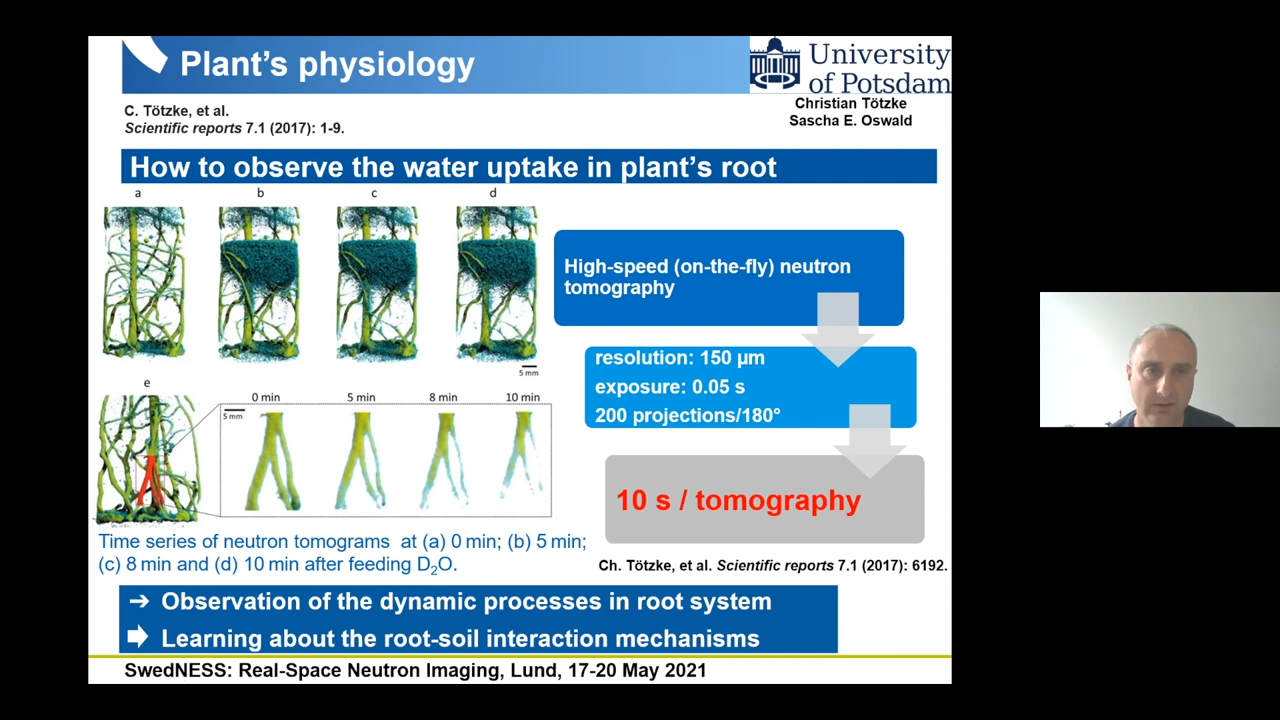 Plant's physiology
University
of Potsdam
C. Tötzke, et al.
Scientific reports 7.1 (2017): 1-9.
Christian Tötzke
Sascha E. Oswald
How to observe the water uptake in plant's root
a
b
c
d
5 mm
High-speed (on-the-fly) neutron
tomography
resolution: 150 µm
exposure: 0.05 s
200 projections/180°
10 s / tomography
e
5 mm
0 min
5 min
8 min
10 min
Time series of neutron tomograms at (a) 0 min; (b) 5 min;
(c) 8 min and (d) 10 min after feeding D₂O.
Ch. Tötzke, et al. Scientific reports 7.1 (2017): 6192.
➔ Observation of the dynamic processes in root system
➡ Learning about the root-soil interaction mechanisms
SwedNESS: Real-Space Neutron Imaging, Lund, 17-20 May 2021